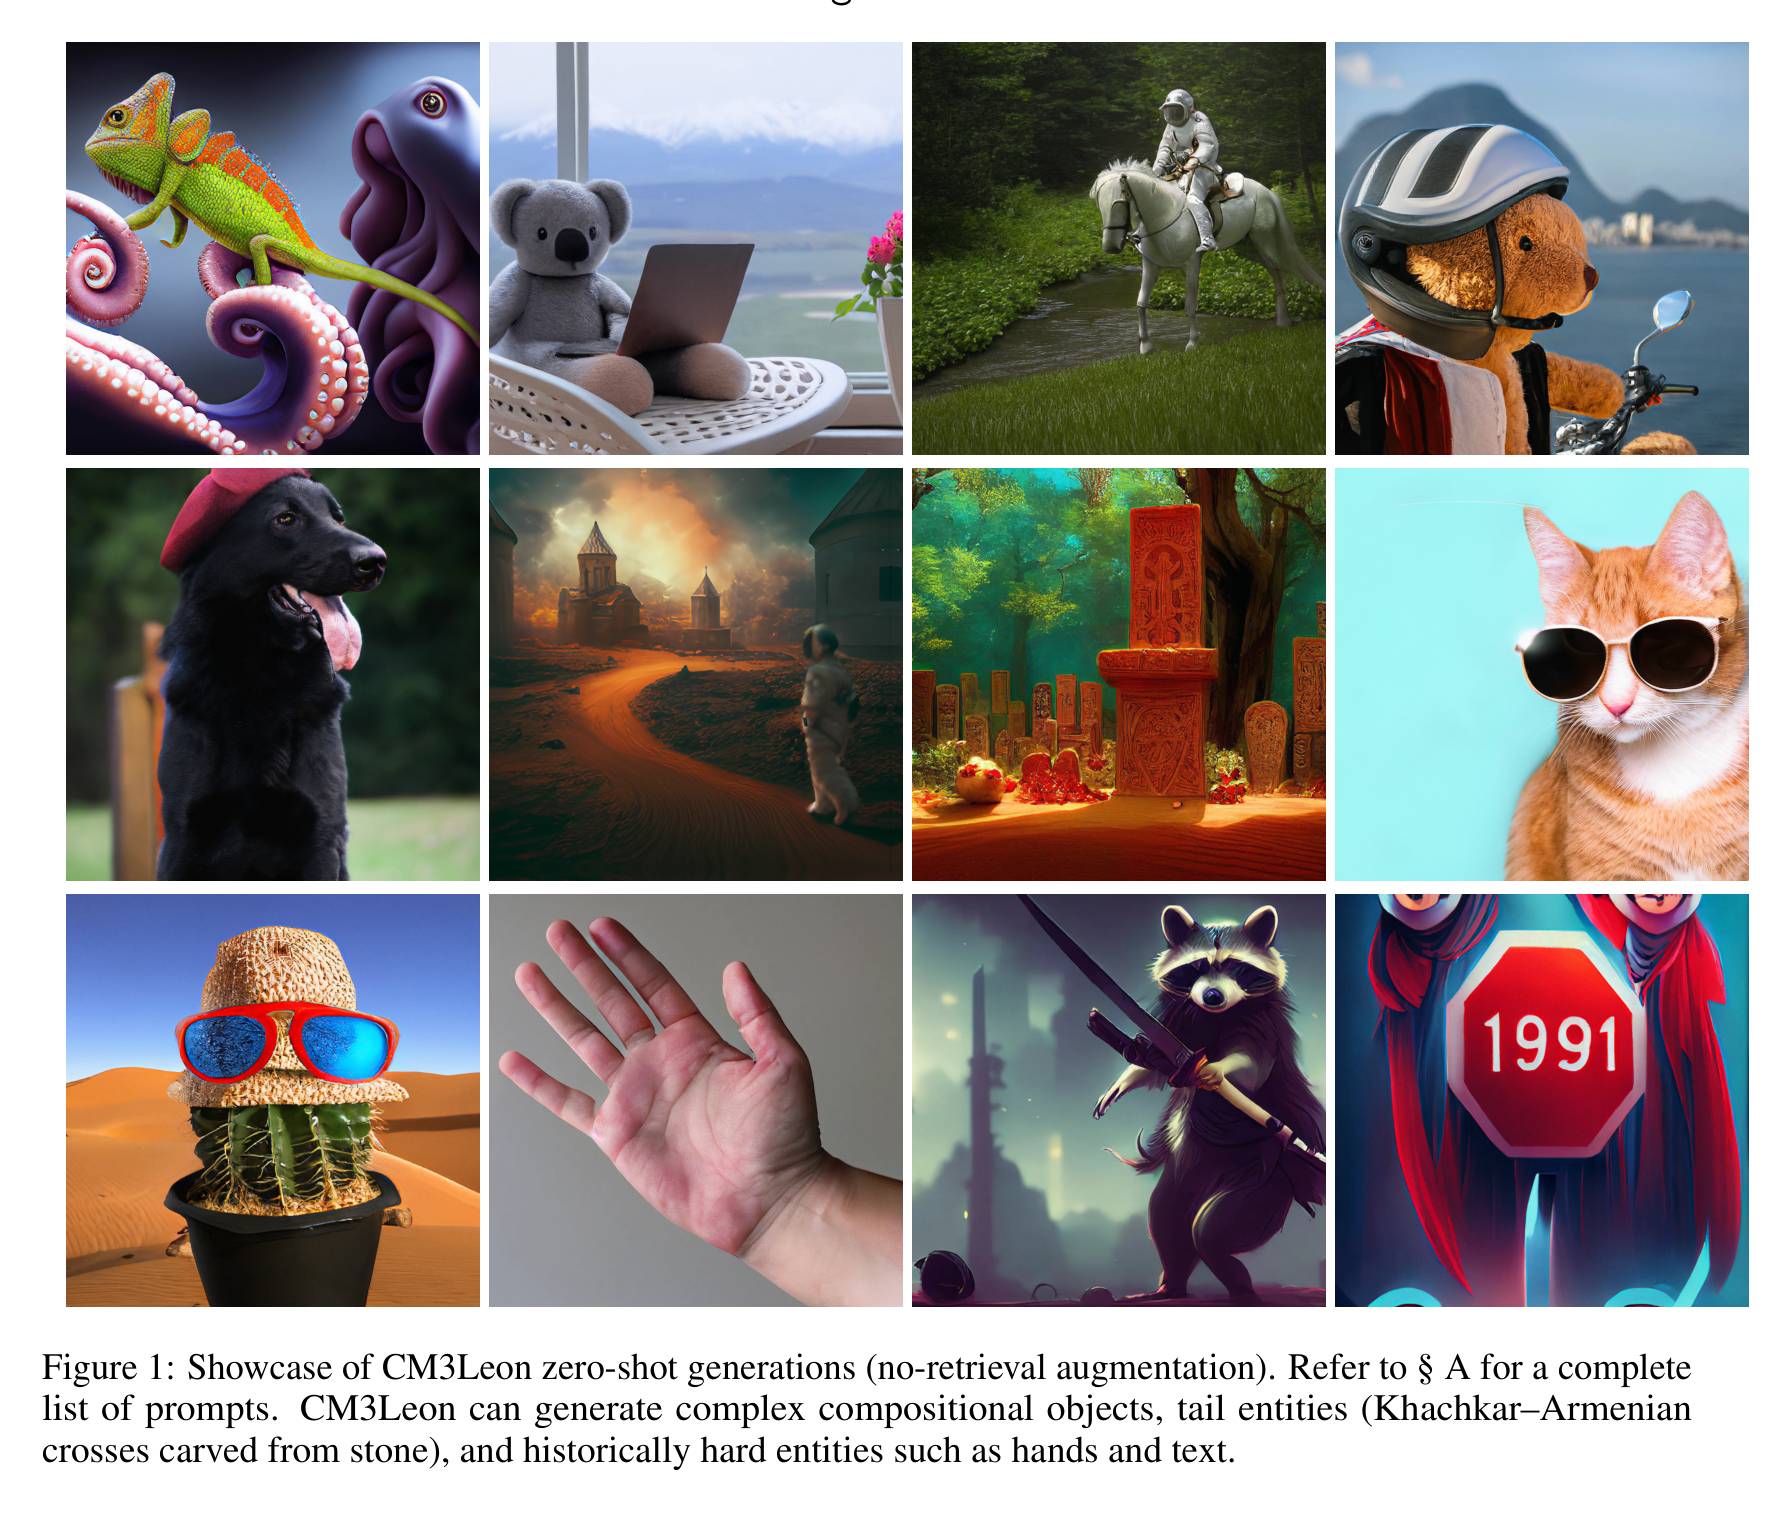 1991
Figure 1: Showcase of CM3Leon zero-shot generations (no-retrieval augmentation). Refer to § A for a complete
list of prompts. CM3Leon can generate complex compositional objects, tail entities (Khachkar–Armenian
crosses carved from stone), and historically hard entities such as hands and text.